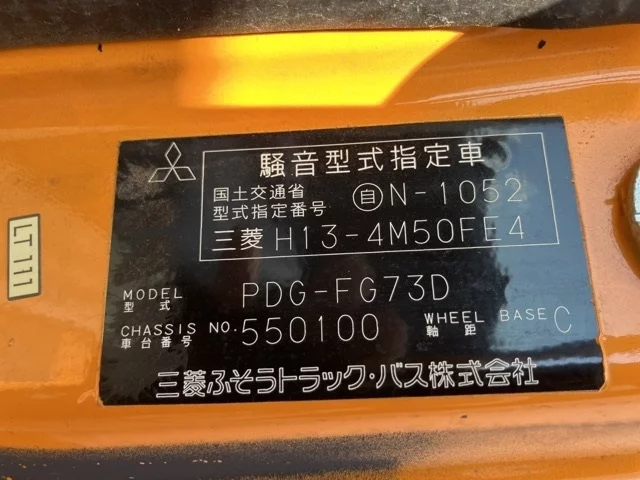 騒音型式指定車
国土交通省
型式指定番号 自 N-1052
三菱 H13-4M50FE4
MODEL PDG-FG73D
型式
CHASSIS NO. 550100 WHEEL BASE C
車台番号 軸距
三菱ふそうトラック・バス株式会社
LT111